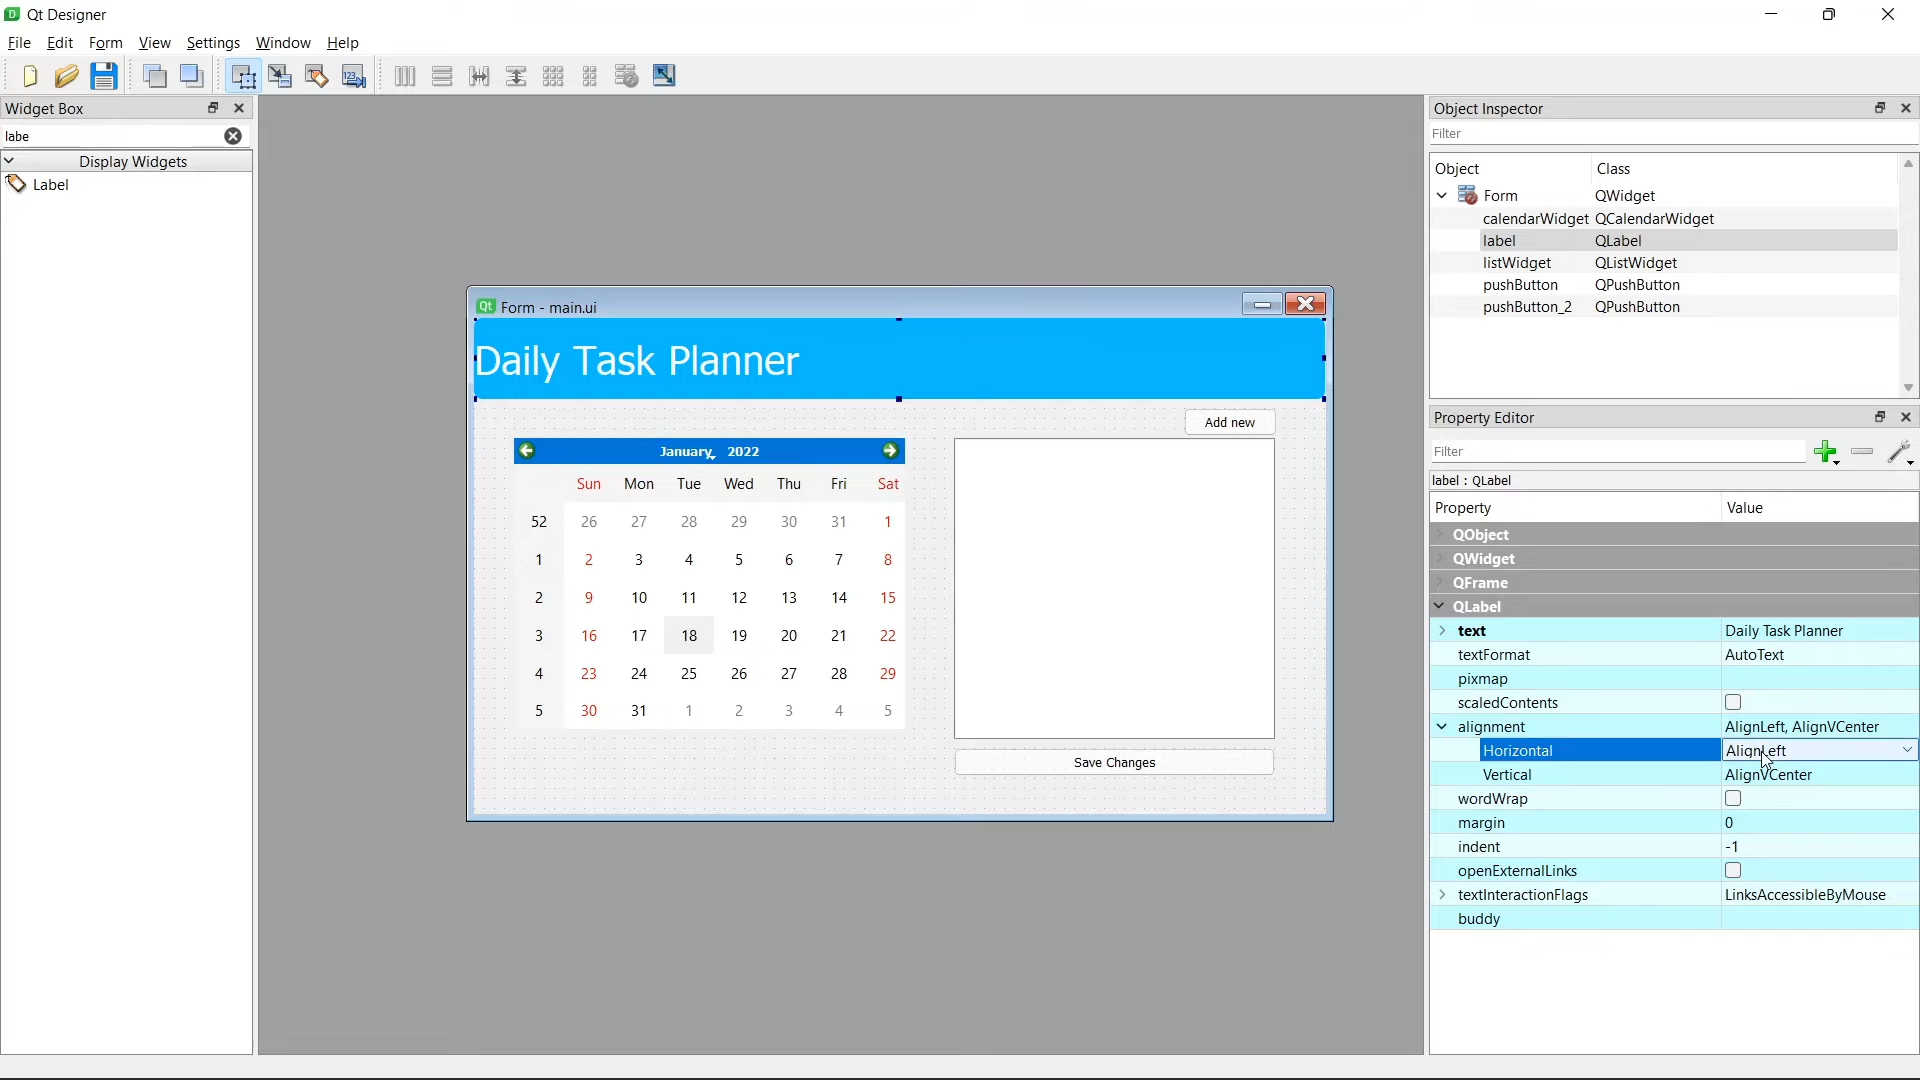 Qt Designer
File Edit Form View Settings Window Help
123
Widget Box
labe
Display Widgets
Label
Qt Form - main.ui
Daily Task Planner
Add new
January, 2022
Sun Mon Tue Wed Thu Fri Sat
52 26 27 28 29 30 31 1
1 2 3 4 5 6 7 8
2 9 10 11 12 13 14 15
3 16 17 18 19 20 21 22
4 23 24 25 26 27 28 29
5 30 31 1 2 3 4 5
Save Changes
Object Inspector
Filter
Object Class
Form QWidget
calendarWidget QCalendarWidget
label QLabel
listWidget QListWidget
pushButton QPushButton
pushButton_2 QPushButton
Property Editor
Filter
label : QLabel
Property Value
QObject
QWidget
QFrame
QLabel
text Daily Task Planner
textFormat AutoText
pixmap
scaledContents
alignment AlignLeft, AlignVCenter
Horizontal AlignLeft
Vertical AlignVCenter
wordWrap
margin 0
indent -1
openExternalLinks
textInteractionFlags LinksAccessibleByMouse
buddy